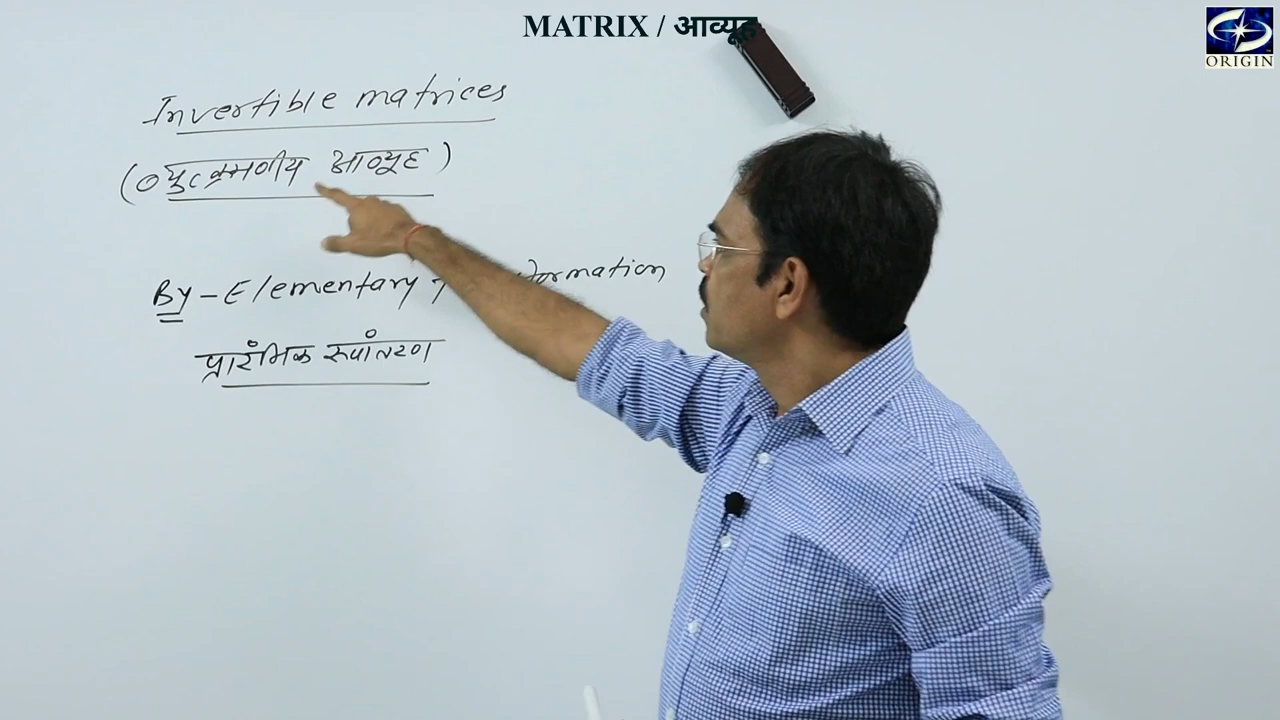 MATRIX / आव्यूह
ORIGIN
Invertible matrices
(व्युत्क्रमणीय आव्यूह)
By - Elementary
प्रारंभिक रूपांतरण